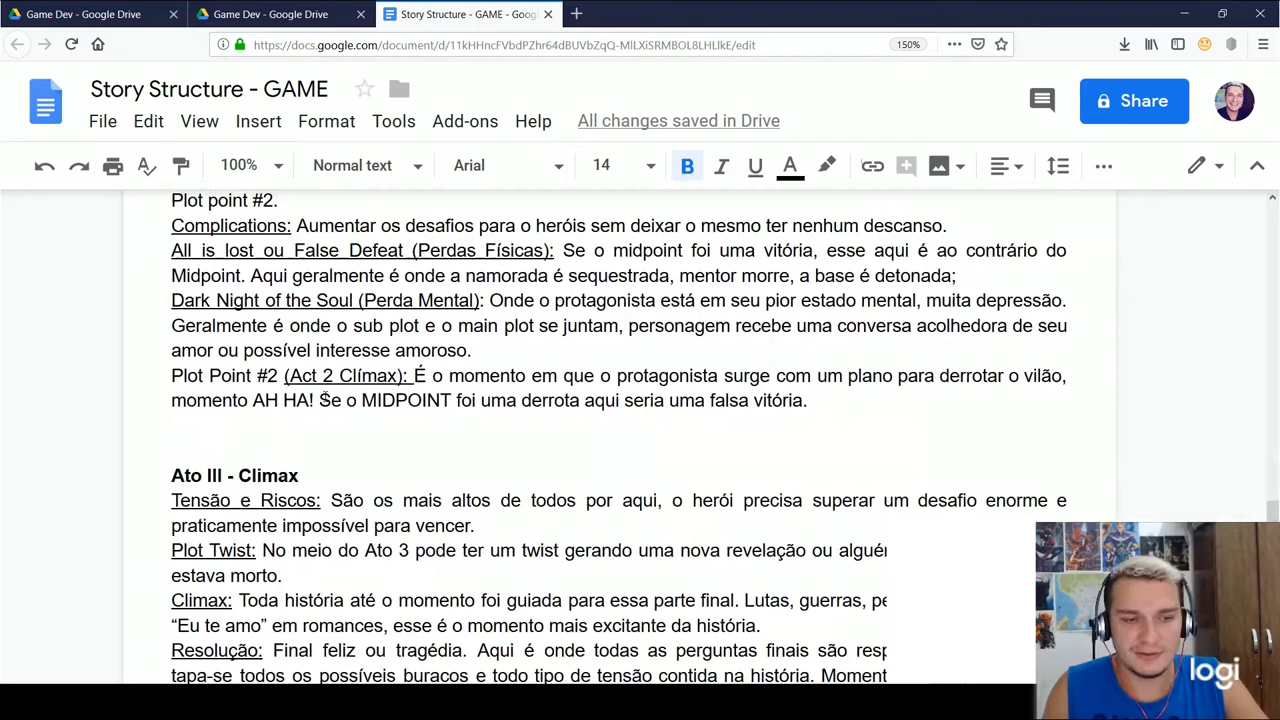 Game Dev - Google Drive
Game Dev - Google Drive
Story Structure - GAME - Goog
https://docs.google.com/document/d/11kHHncFVbdPZhr64dBUVbZqQ-MlLXiSRMBOL8LHLlkE/edit
150%
Story Structure - GAME
Share
File Edit View Insert Format Tools Add-ons Help All changes saved in Drive
100% Normal text Arial 14 B I U A
Plot point #2.
Complications: Aumentar os desafios para o heróis sem deixar o mesmo ter nenhum descanso.
All is lost ou False Defeat (Perdas Físicas): Se o midpoint foi uma vitória, esse aqui é ao contrário do
Midpoint. Aqui geralmente é onde a namorada é sequestrada, mentor morre, a base é detonada;
Dark Night of the Soul (Perda Mental): Onde o protagonista está em seu pior estado mental, muita depressão.
Geralmente é onde o sub plot e o main plot se juntam, personagem recebe uma conversa acolhedora de seu
amor ou possível interesse amoroso.
Plot Point #2 (Act 2 Clímax): É o momento em que o protagonista surge com um plano para derrotar o vilão,
momento AH HA! Se o MIDPOINT foi uma derrota aqui seria uma falsa vitória.
Ato III - Climax
Tensão e Riscos: São os mais altos de todos por aqui, o herói precisa superar um desafio enorme e
praticamente impossível para vencer.
Plot Twist: No meio do Ato 3 pode ter um twist gerando uma nova revelação ou alguér
estava morto.
Climax: Toda história até o momento foi guiada para essa parte final. Lutas, guerras, pe
“Eu te amo” em romances, esse é o momento mais excitante da história.
Resolução: Final feliz ou tragédia. Aqui é onde todas as perguntas finais são resp
tapa-se todos os possíveis buracos e todo tipo de tensão contida na história. Moment
logi